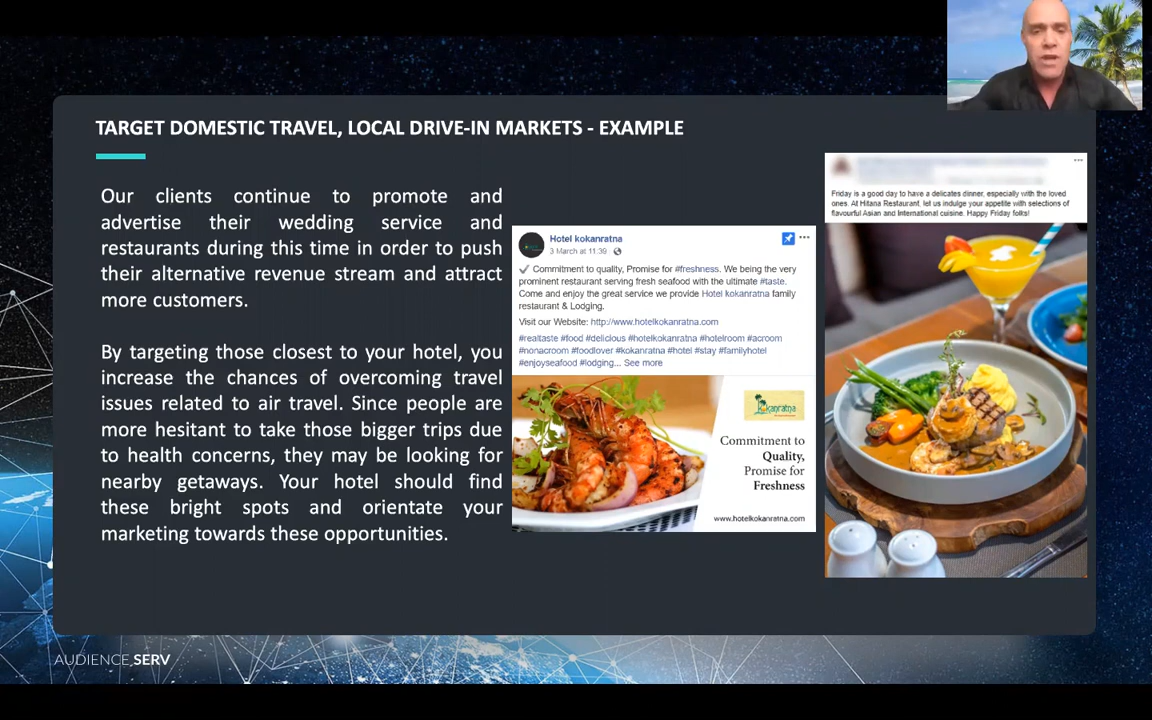 TARGET DOMESTIC TRAVEL, LOCAL DRIVE-IN MARKETS - EXAMPLE
Our clients continue to promote and
advertise their wedding service and
restaurants during this time in order to push
their alternative revenue stream and attract
more customers.
By targeting those closest to your hotel, you
increase the chances of overcoming travel
issues related to air travel. Since people are
more hesitant to take those bigger trips due
to health concerns, they may be looking for
nearby getaways. Your hotel should find
these bright spots and orientate your
marketing towards these opportunities.
Hotel kokanratna
3 March at 11:39
Commitment to quality, Promise for #freshness. We being the very
prominent restaurant serving fresh seafood with the ultimate #taste.
Come and enjoy the great service we provide Hotel kokanratna family
restaurant & Lodging.
Visit our Website: http://www.hotelkokanratna.com
#realtaste #food #delicious #hotelkokanratna #hotelroom #acroom
#nonacroom #foodlover #kokanratna #hotel #stay #familyhotel
#enjoyseafood #lodging... See more
kokanratna
Commitment to
Quality,
Promise for
Freshness
www.hotelkokanratna.com
Friday is a good day to have a delicates dinner, especially with the loved
ones. At Hitana Restaurant, let us indulge your appetite with selections of
flavourful Asian and International cuisine. Happy Friday folks!
AUDIENCE SERV